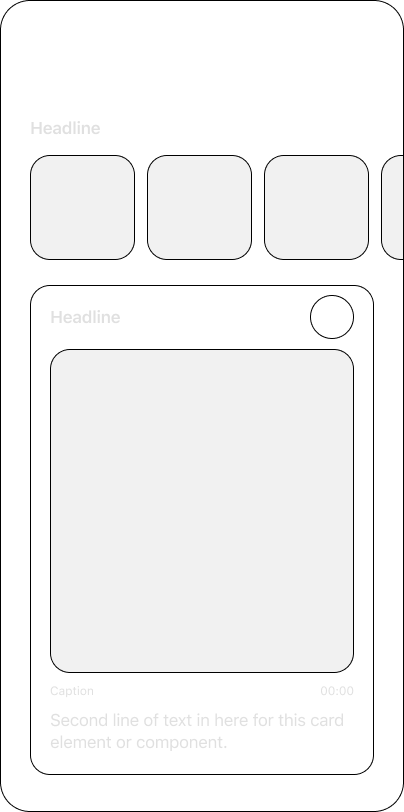 Headline
Headline
Caption
00:00
Second line of text in here for this card
element or component.